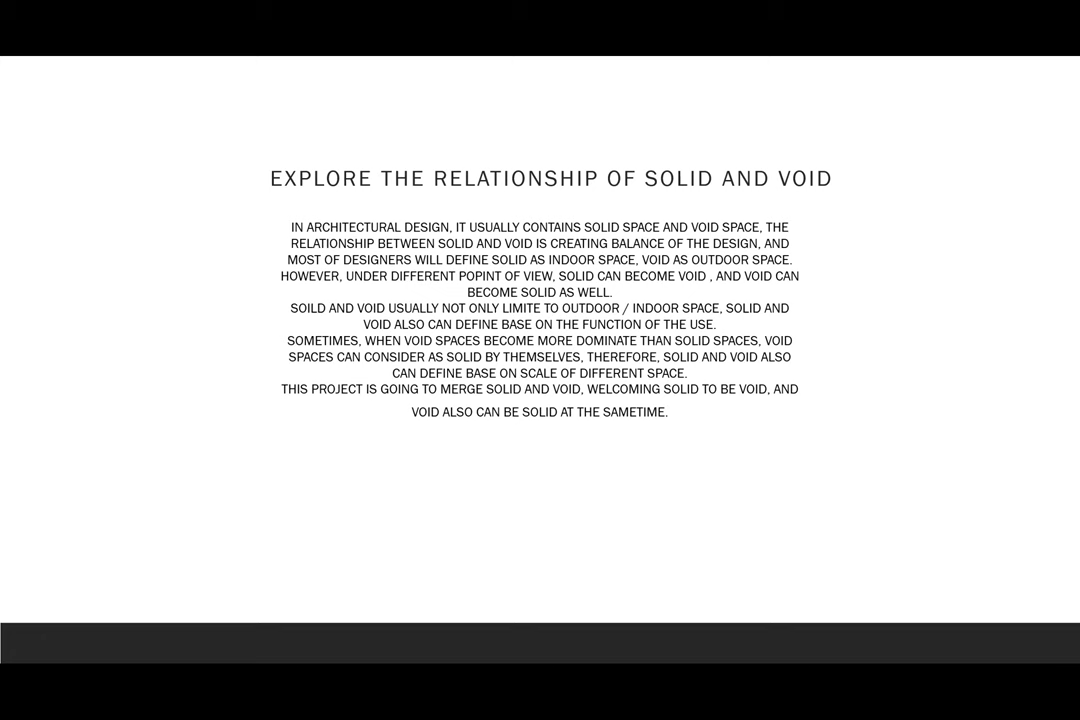 EXPLORE THE RELATIONSHIP OF SOLID AND VOID
IN ARCHITECTURAL DESIGN, IT USUALLY CONTAINS SOLID SPACE AND VOID SPACE, THE
RELATIONSHIP BETWEEN SOLID AND VOID IS CREATING BALANCE OF THE DESIGN, AND
MOST OF DESIGNERS WILL DEFINE SOLID AS INDOOR SPACE, VOID AS OUTDOOR SPACE.
HOWEVER, UNDER DIFFERENT POPINT OF VIEW, SOLID CAN BECOME VOID , AND VOID CAN
BECOME SOLID AS WELL.
SOILD AND VOID USUALLY NOT ONLY LIMITE TO OUTDOOR / INDOOR SPACE, SOLID AND
VOID ALSO CAN DEFINE BASE ON THE FUNCTION OF THE USE.
SOMETIMES, WHEN VOID SPACES BECOME MORE DOMINATE THAN SOLID SPACES, VOID
SPACES CAN CONSIDER AS SOLID BY THEMSELVES, THEREFORE, SOLID AND VOID ALSO
CAN DEFINE BASE ON SCALE OF DIFFERENT SPACE.
THIS PROJECT IS GOING TO MERGE SOLID AND VOID, WELCOMING SOLID TO BE VOID, AND
VOID ALSO CAN BE SOLID AT THE SAMETIME.